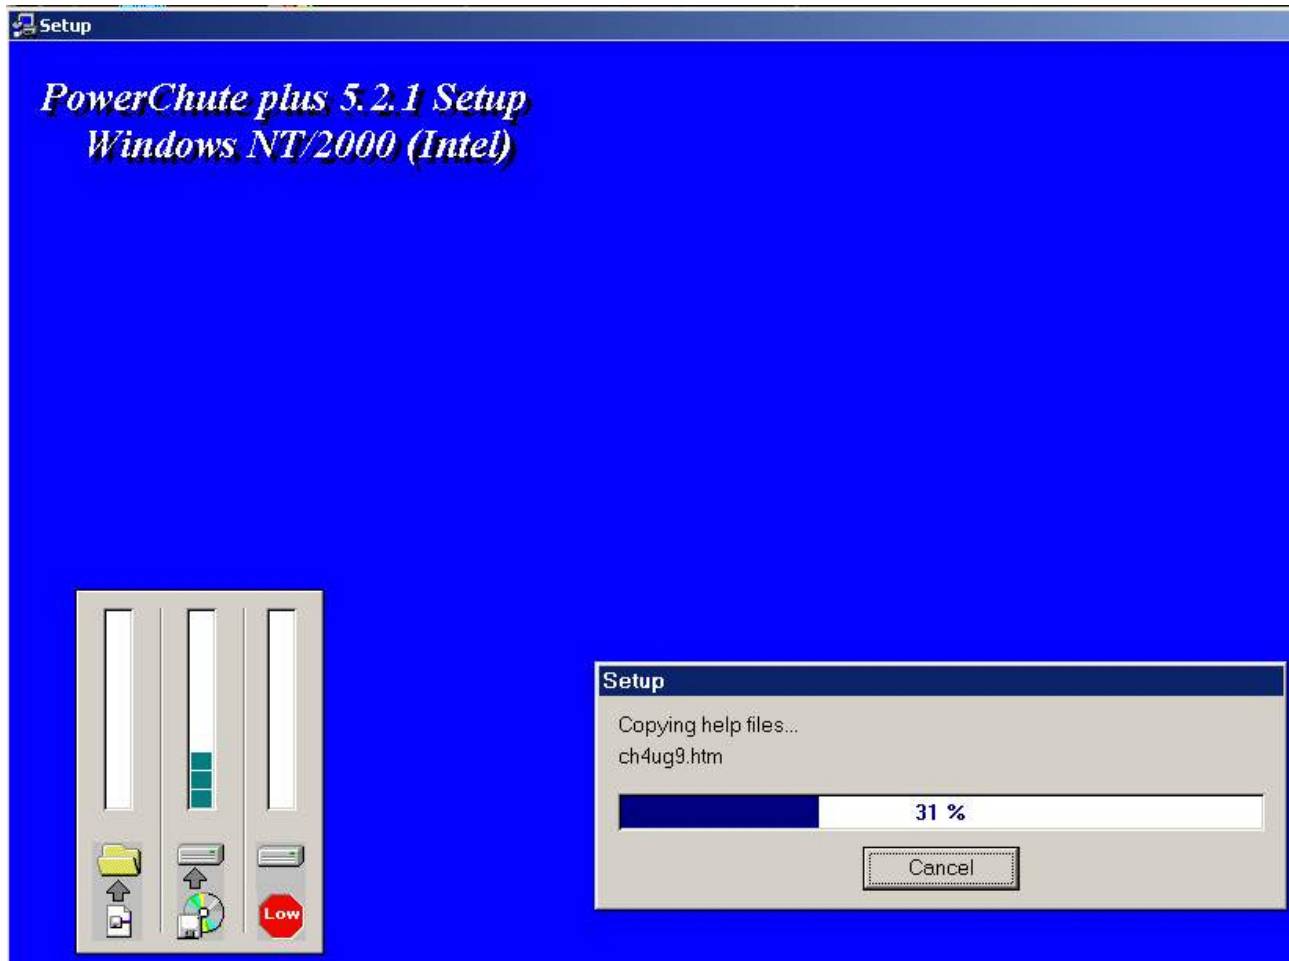 Setup
PowerChute plus 5.2.1 Setup
Windows NT/2000 (Intel)
Low
Setup
Copying help files...
ch4ug9.htm
31 %
Cancel